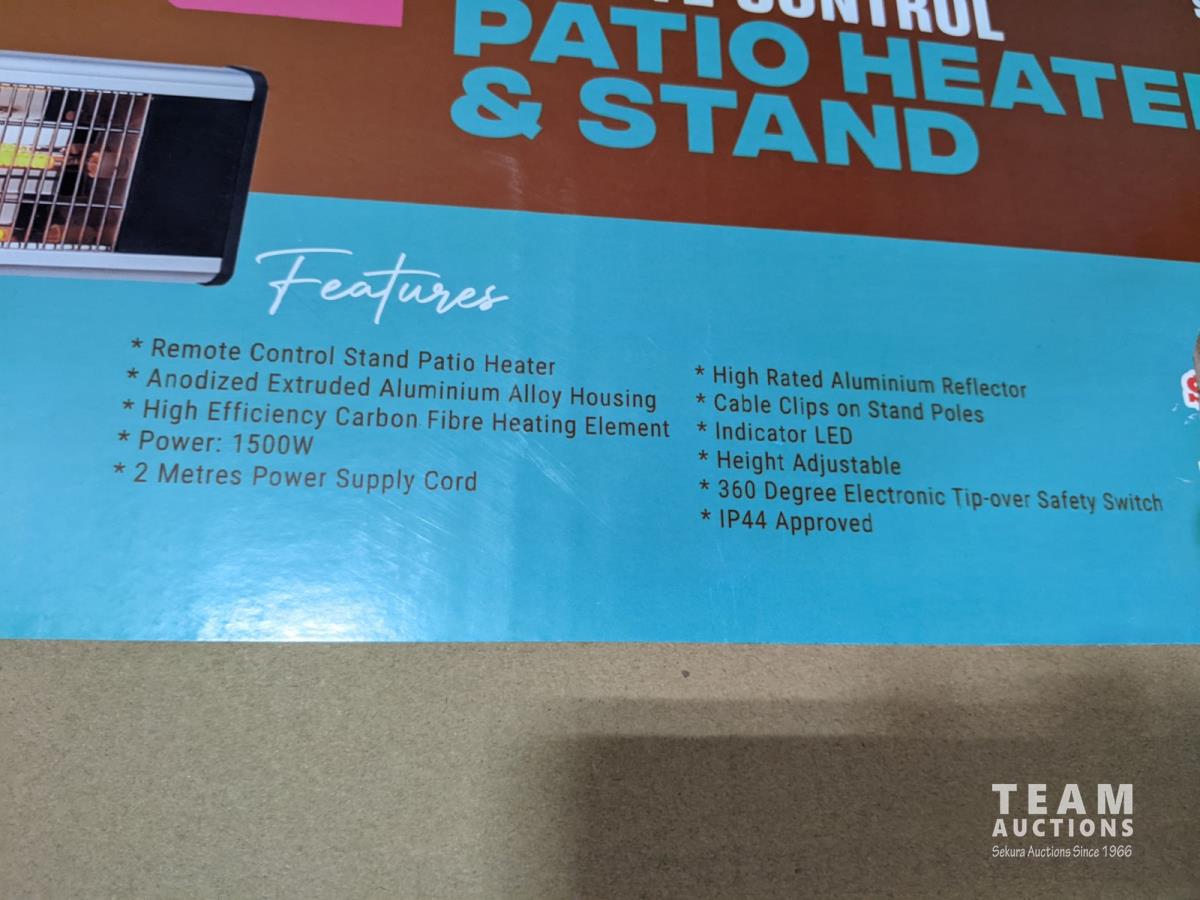 CONTROL
PATIO HEATE
& STAND
Features
* Remote Control Stand Patio Heater
* Anodized Extruded Aluminium Alloy Housing
* High Efficiency Carbon Fibre Heating Element
* Power: 1500W
* 2 Metres Power Supply Cord
* High Rated Aluminium Reflector
* Cable Clips on Stand Poles
* Indicator LED
* Height Adjustable
* 360 Degree Electronic Tip-over Safety Switch
* IP44 Approved
TEAM
AUCTIONS
Sekura Auctions Since 1966